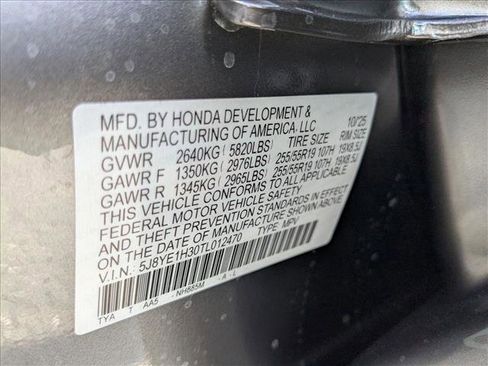 MFD. BY HONDA DEVELOPMENT & 10/25
MANUFACTURING OF AMERICA, LLC
GVWR 2640KG ( 5820LBS) TIRE SIZE RIM SIZE
GAWR F 1350KG ( 2976LBS) 255/55R19 107H 19X8.5J
GAWR R 1345KG ( 2965LBS) 255/55R19 107H 19X8.5J
THIS VEHICLE CONFORMS TO ALL APPLICABLE
FEDERAL MOTOR VEHICLE SAFETY BUMPER,
AND THEFT PREVENTION STANDARDS IN EFFECT
ON THE DATE OF MANUFACTURE SHOWN ABOVE.
V.I.N.: 5J8YE1H30TL012470 TYPE: MPV
TYA T AA5 - NH885M - A - L